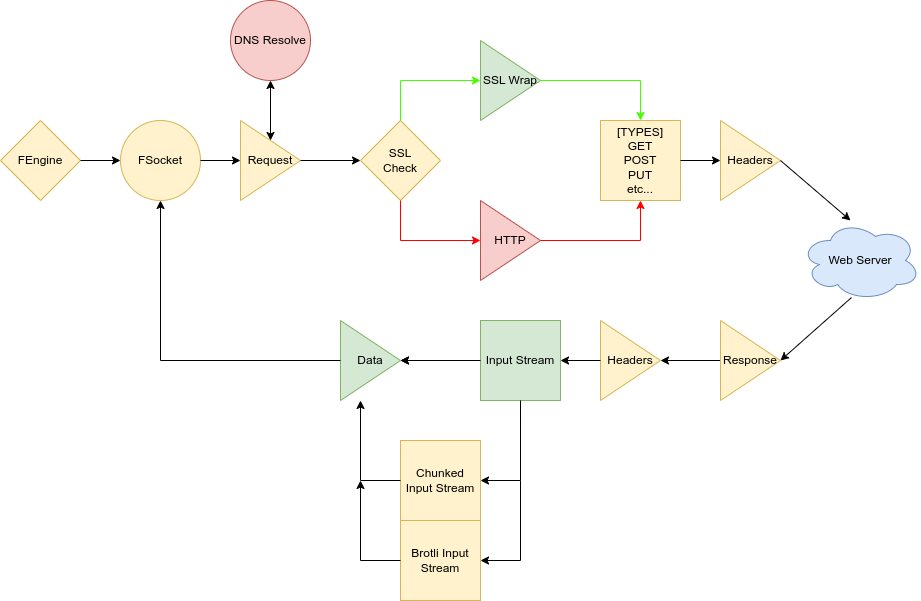 DNS Resolve
FEngine
FSocket
Request
SSL
Check
SSL Wrap
HTTP
[TYPES]
GET
POST
PUT
etc...
Headers
Web Server
Response
Headers
Input Stream
Data
Chunked
Input Stream
Brotli Input
Stream